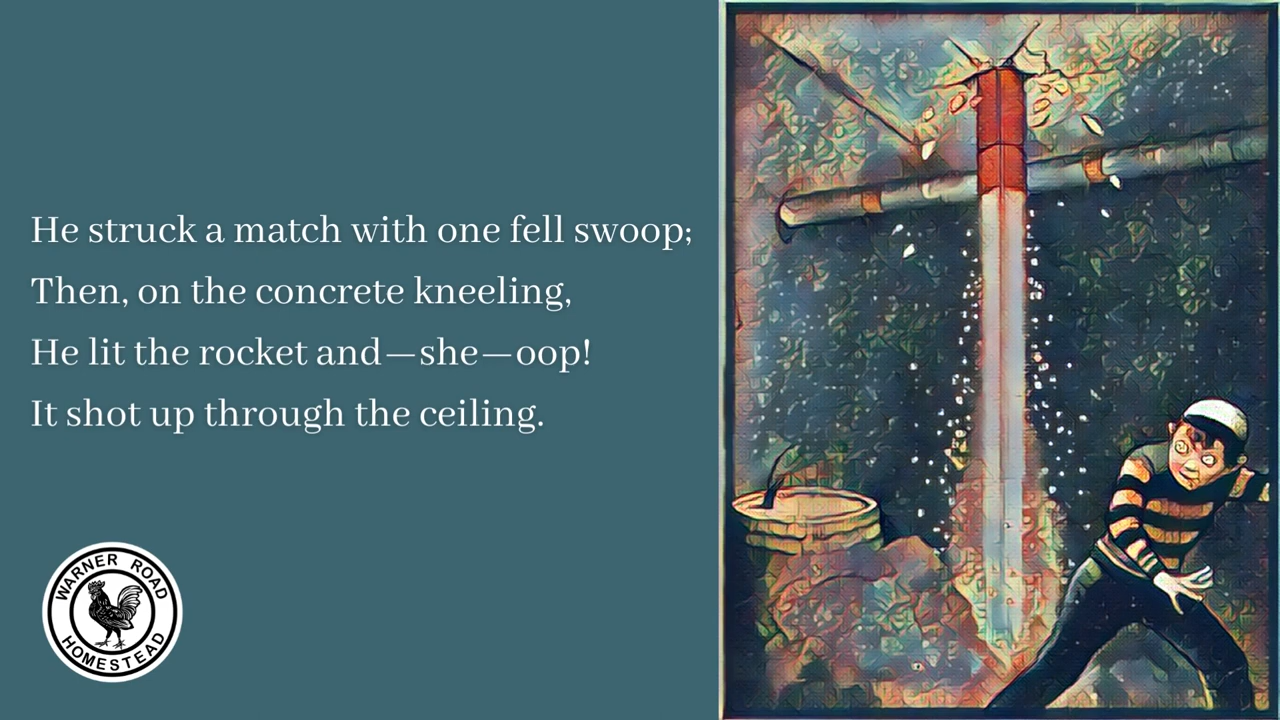 He struck a match with one fell swoop;
Then, on the concrete kneeling,
He lit the rocket and—she—oop!
It shot up through the ceiling.
WARNER ROAD
HOMESTEAD